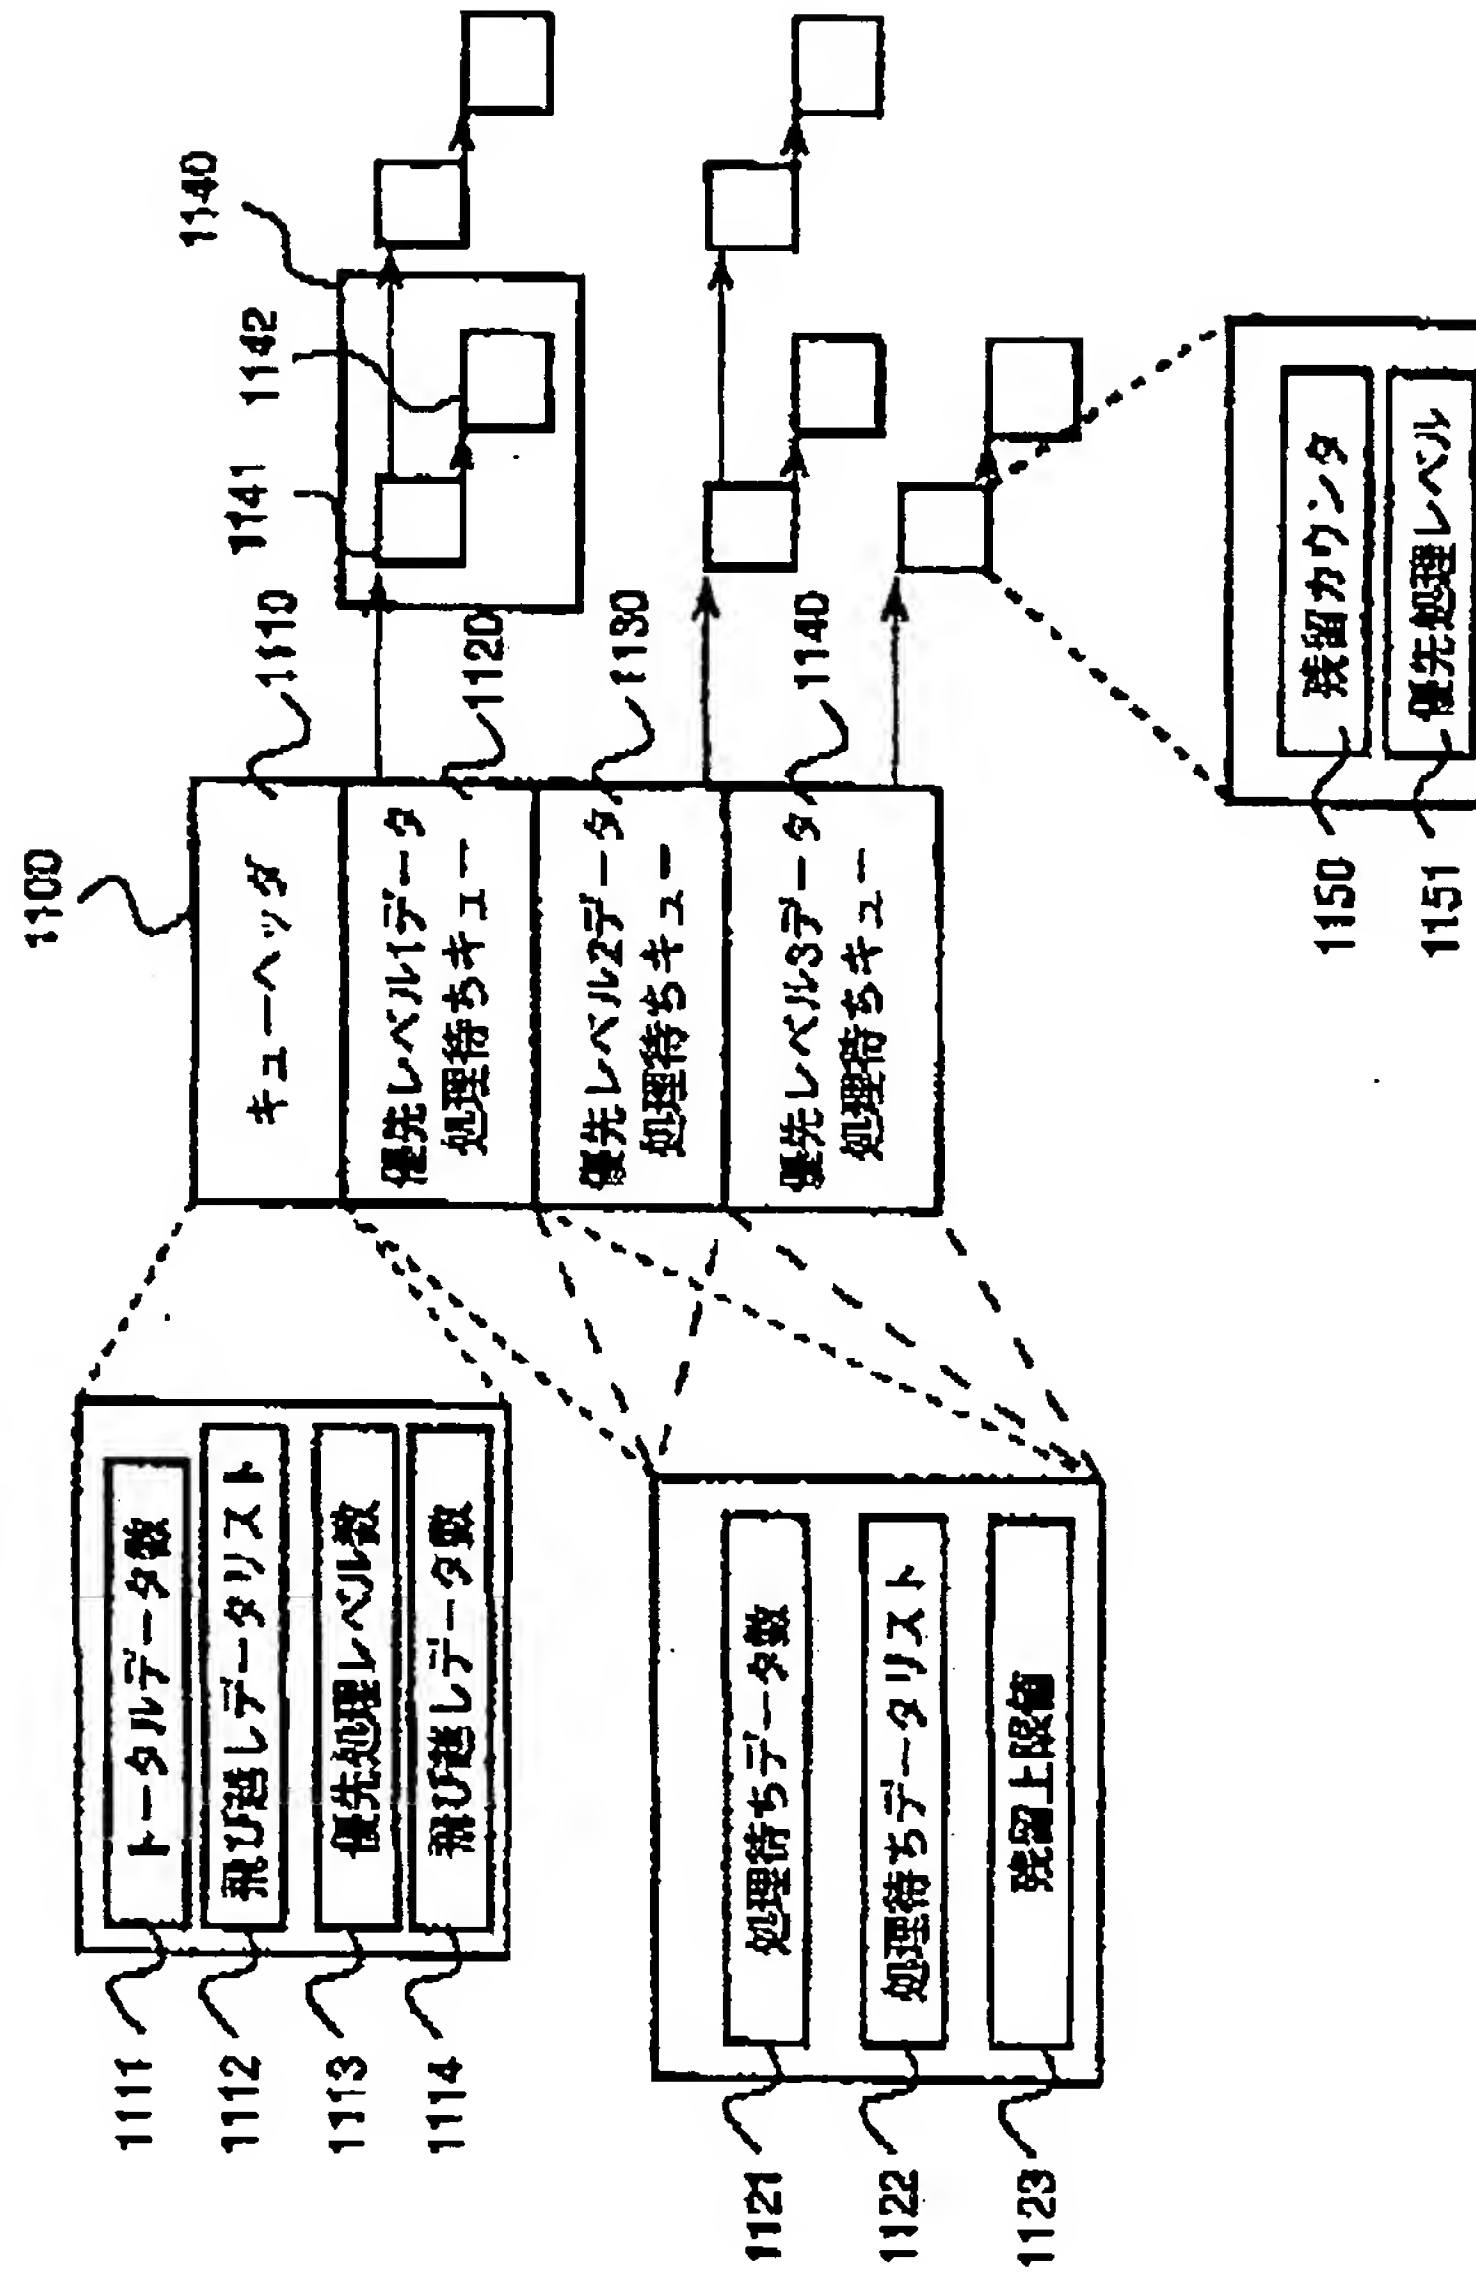 1100
キューヘッダ
1110
優先レベル1データ
処理待ちキュー
1120
優先レベル2データ
処理待ちキュー
1130
優先レベル3データ
処理待ちキュー
1140
1140
1141
1142
トータルデータ数
1111
飛び越しデータリスト
1112
優先処理レベル数
1113
飛び越しデータ数
1114
処理待ちデータ数
1121
処理待ちデータリスト
1122
残留上限値
1123
残留カウンタ
1150
優先処理レベル
1151